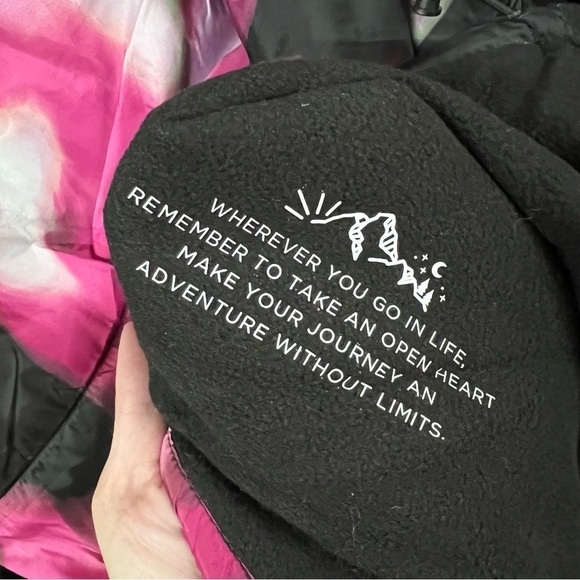 WHEREVER YOU GO IN LIFE,
REMEMBER TO TAKE AN OPEN HEART
MAKE YOUR JOURNEY AN
ADVENTURE WITHOUT LIMITS.